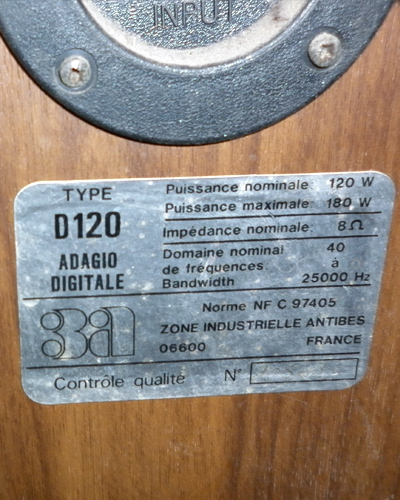 INPUT
TYPE
D120
ADAGIO
DIGITALE
Puissance nominale: 120 W
Puissance maximale: 180 W
Impédance nominale: 8 Ω
Domaine nominal 40
de fréquences. à
Bandwidth 25000 Hz
3a
Norme NF C 97405
ZONE INDUSTRIELLE ANTIBES
06600 FRANCE
Contrôle qualité N°